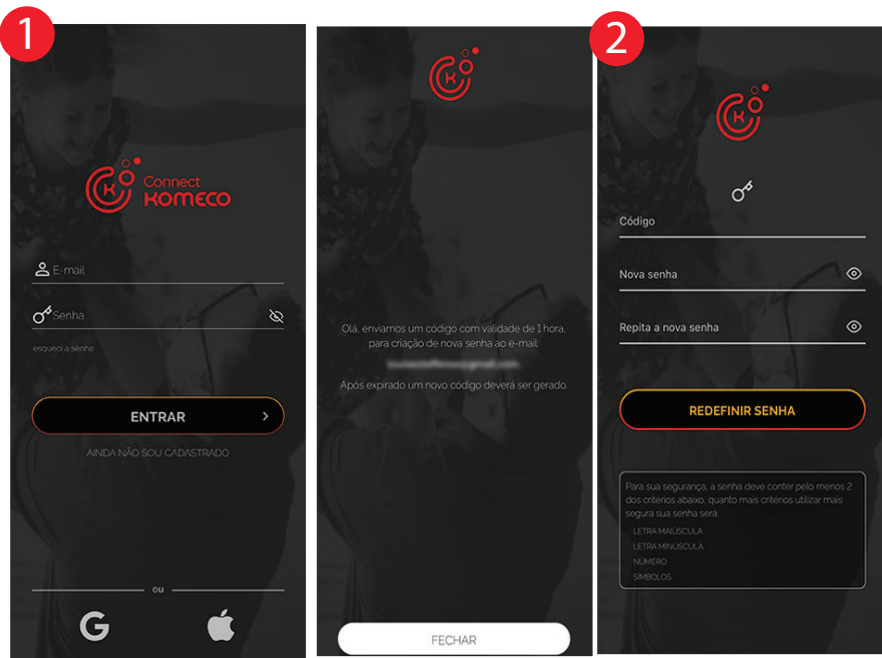 1
Connect
KOMECO
E-mail
Senha
esqueci a senha
ENTRAR
AINDA NÃO SOU CADASTRADO
ou
G
K
Olá, enviamos um código com validade de 1 hora,
para criação de nova senha ao e-mail:
Após expirado um novo código deverá ser gerado.
FECHAR
2
K
Código
Nova senha
Repita a nova senha
REDEFINIR SENHA
Para sua segurança, a senha deve conter pelo menos 2
dos critérios abaixo, quanto mais critérios utilizar mais
segura sua senha será:
LETRA MAIÚSCULA
LETRA MINÚSCULA
NÚMERO
SIMBOLOS